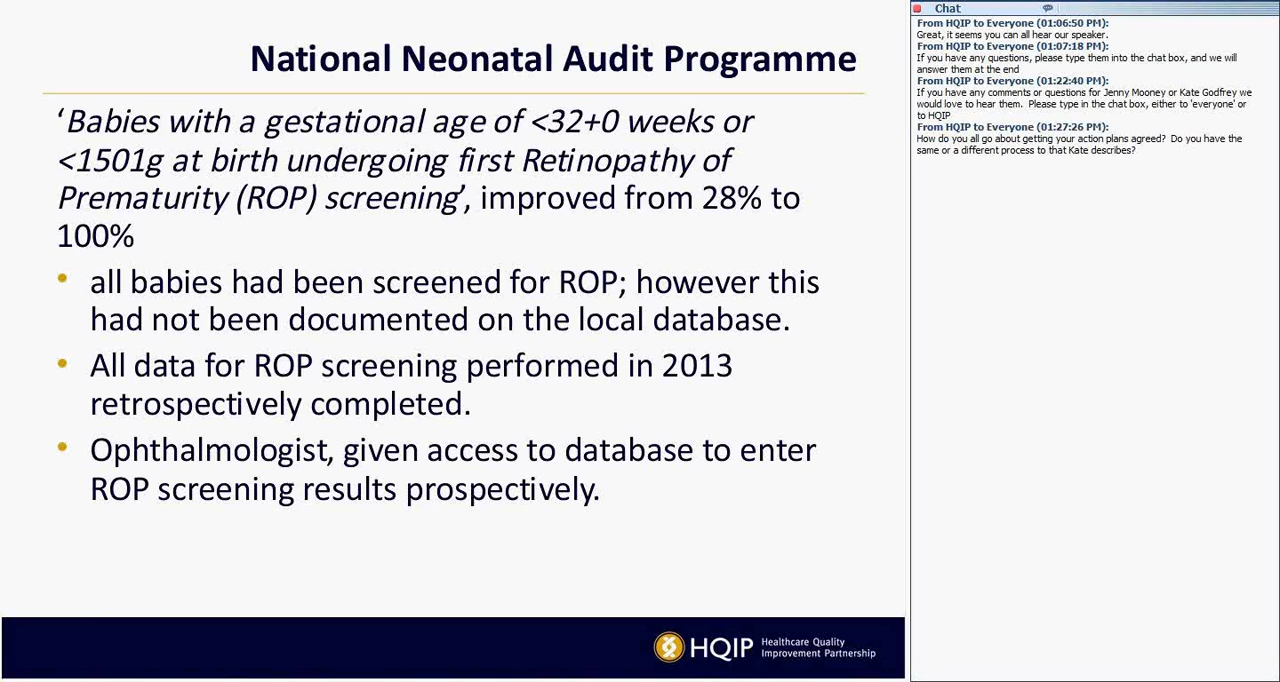 National Neonatal Audit Programme
‘Babies with a gestational age of <32+0 weeks or
<1501g at birth undergoing first Retinopathy of
Prematurity (ROP) screening’, improved from 28% to
100%
• all babies had been screened for ROP; however this
had not been documented on the local database.
• All data for ROP screening performed in 2013
retrospectively completed.
• Ophthalmologist, given access to database to enter
ROP screening results prospectively.
HQIP
Healthcare Quality
Improvement Partnership
Chat
From HQIP to Everyone (01:06:50 PM):
Great, it seems you can all hear our speaker.
From HQIP to Everyone (01:07:18 PM):
If you have any questions, please type them into the chat box, and we will
answer them at the end
From HQIP to Everyone (01:22:40 PM):
If you have any comments or questions for Jenny Mooney or Kate Godfrey we
would love to hear them.  Please type in the chat box, either to 'everyone' or
to HQIP
From HQIP to Everyone (01:27:26 PM):
How do you all go about getting your action plans agreed?  Do you have the
same or a different process to that Kate describes?